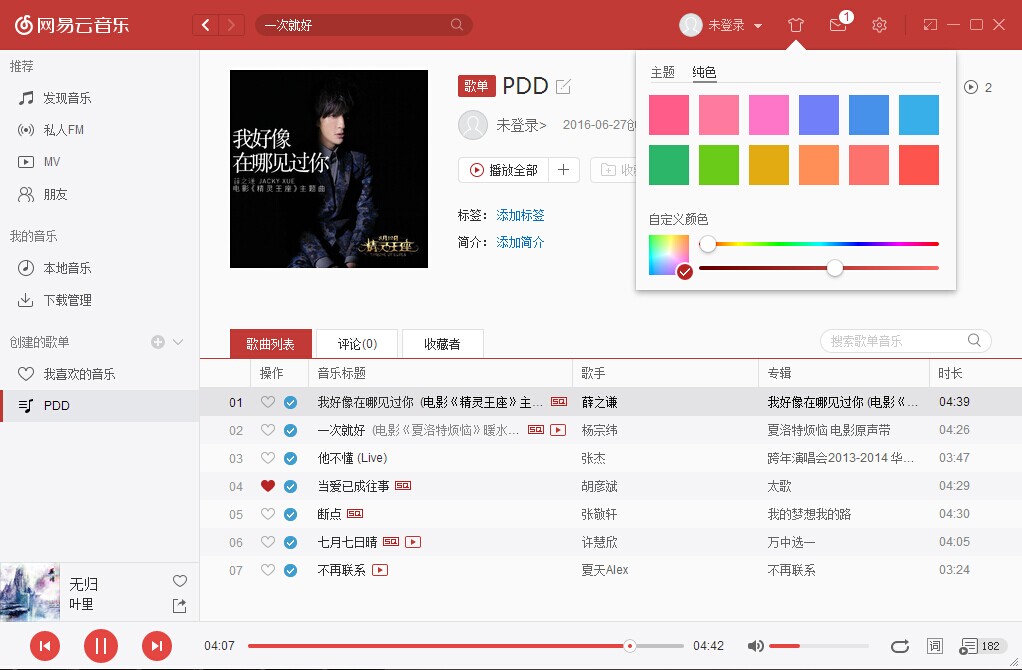 网易云音乐
一次就好
未登录
1
推荐
发现音乐
私人FM
MV
朋友
我的音乐
本地音乐
下载管理
创建的歌单
我喜欢的音乐
PDD
我好像
在哪见过你
薛之谦 JACKY XUE
电影《精灵王座》主题曲
精灵王座
歌单 PDD
未登录> 2016-06-27创
播放全部
收
标签： 添加标签
简介： 添加简介
主题 纯色
自定义颜色
2
歌曲列表 评论(0) 收藏者 搜索歌单音乐
操作 音乐标题 歌手 专辑 时长
01 我好像在哪见过你 (电影《精灵王座》主... SQ 薛之谦 我好像在哪见过你 (电影《... 04:39
02 一次就好 (电影《夏洛特烦恼》暖水... SQ 杨宗纬 夏洛特烦恼 电影原声带 04:26
03 他不懂 (Live) 张杰 跨年演唱会2013-2014 华... 03:47
04 当爱已成往事 SQ 胡彦斌 太歌 04:29
05 断点 SQ 张敬轩 我的梦想我的路 04:30
06 七月七日晴 SQ 许慧欣 万中选一 04:05
07 不再联系 夏天Alex 不再联系 03:24
无归
叶里
04:07 04:42 词 182